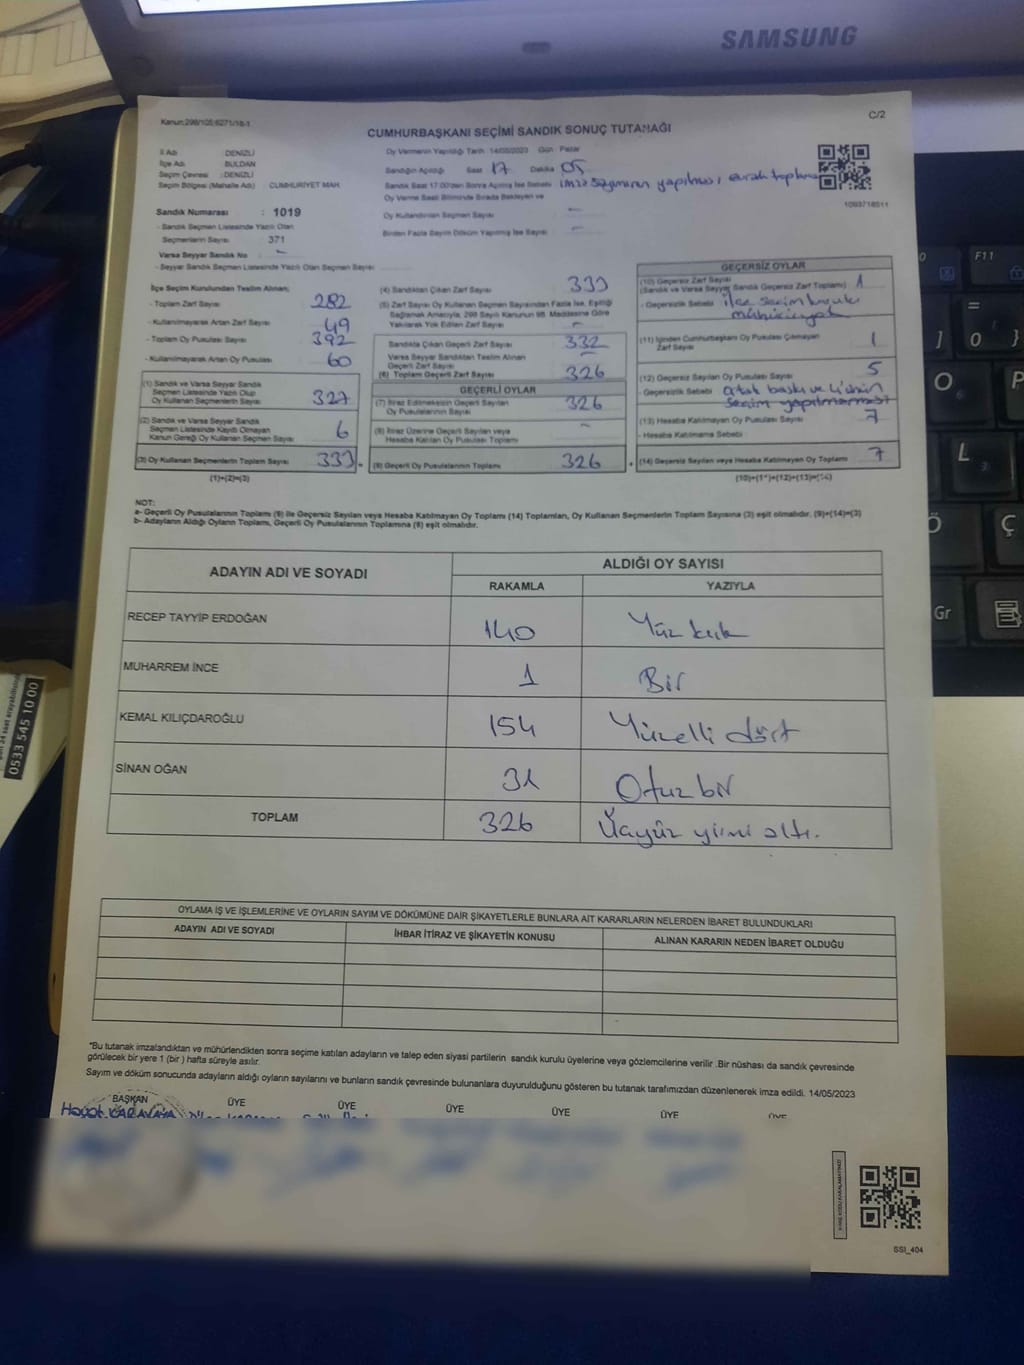 SAMSUNG
Kanun:298/105;6271/18-1
C/2
CUMHURBAŞKANI SEÇİMİ SANDIK SONUÇ TUTANAĞI
İl Adı DENİZLİ
İlçe Adı BULDAN
Seçim Çevresi : DENİZLİ
Seçim Bölgesi (Mahalle Adı) CUMHURİYET MAH.
Oy Vermenin Yapıldığı Tarih : 14/05/2023 Gün : Pazar
Sandığın Açıldığı Saat 17 Dakika 05
Sandık Saat 17.00'den Sonra Açılmış İse Sebebi imza sayımının yapılması evrak toplama
Oy Verme Saati Bitiminde Sırada Bekleyen ve
Oy Kullandırılan Seçmen Sayısı —
Birden Fazla Sayım Döküm Yapılmış İse Sayısı —
1093718511
Sandık Numarası : 1019
- Sandık Seçmen Listesinde Yazılı Olan
Seçmenlerin Sayısı 371
Varsa Seyyar Sandık No —
- Seyyar Sandık Seçmen Listesinde Yazılı Olan Seçmen Sayısı
İlçe Seçim Kurulundan Teslim Alınan;
- Toplam Zarf Sayısı 282
- Kullanılmayarak Artan Zarf Sayısı 49
- Toplam Oy Pusulası Sayısı 392
- Kullanılmayarak Artan Oy Pusulası 60
(1) Sandık ve Varsa Seyyar Sandık
Seçmen Listesinde Yazılı Olup
Oy Kullanan Seçmenlerin Sayısı 327
(2) Sandık ve Varsa Seyyar Sandık
Seçmen Listesinde Kayıtlı Olmayan
Kanun Gereği Oy Kullanan Seçmen Sayısı 6
(3) Oy Kullanan Seçmenlerin Toplam Sayısı 333
(1)+(2)=(3)
(4) Sandıktan Çıkan Zarf Sayısı 333
(5) Zarf Sayısı Oy Kullanan Seçmen Sayısından Fazla İse, Eşitliği
Sağlamak Amacıyla, 298 Sayılı Kanunun 98. Maddesine Göre
Yakılarak Yok Edilen Zarf Sayısı —
Sandıkta Çıkan Geçerli Zarf Sayısı 332
Varsa Seyyar Sandıktan Teslim Alınan
Geçerli Zarf Sayısı —
(6) Toplam Geçerli Zarf Sayısı 326
GEÇERLİ OYLAR
(7) İtiraz Edilmeksizin Geçerli Sayılan
Oy Pusulalarının Sayısı 326
(8) İtiraz Üzerine Geçerli Sayılan veya
Hesaba Katılan Oy Pusulası Toplamı —
(9) Geçerli Oy Pusulalarının Toplamı 326
GEÇERSİZ OYLAR
(10) Geçersiz Zarf Sayısı 1
(Sandık ve Varsa Seyyar Sandık Geçersiz Zarf Toplamı)
- Geçersizlik Sebebi ilçe seçim kurulu
mührü yok
(11) İçinden Cumhurbaşkanı Oy Pusulası Çıkmayan
Zarf Sayısı 1
(12) Geçersiz Sayılan Oy Pusulası Sayısı 5
- Geçersizlik Sebebi baskı ve
seçim yapılmaması
(13) Hesaba Katılmayan Oy Pusulası Sayısı 7
- Hesaba Katılmama Sebebi
(14) Geçersiz Sayılan veya Hesaba Katılmayan Oy Toplamı 7
(10)+(11)+(12)+(13)=(14)
NOT:
a- Geçerli Oy Pusulası Toplamı (9) ile Geçersiz Sayılan veya Hesaba Katılmayan Oy Toplamı (14) Toplamları, Oy Kullanan Seçmenlerin Toplam Sayısına (3) eşit olmalıdır. (9)+(14)=(3)
b- Adayların Aldığı Oyların Toplamı, Geçerli Oy Pusulalarının Toplamına (9) eşit olmalıdır.
ADAYIN ADI VE SOYADI ALDIĞI OY SAYISI
RAKAMLA YAZIYLA
RECEP TAYYİP ERDOĞAN 140 Yüz kırk
MUHARREM İNCE 1 Bir
KEMAL KILIÇDAROĞLU 154 Yüzelli dört
SİNAN OĞAN 31 Otuz bir
TOPLAM 326 Üçyüz yirmi altı.
OYLAMA İŞ VE İŞLEMLERİNE VE OYLARIN SAYIM VE DÖKÜMÜNE DAİR ŞİKAYETLERLE BUNLARA AİT KARARLARIN NELERDEN İBARET BULUNDUKLARI
ADAYIN ADI VE SOYADI İHBAR İTİRAZ VE ŞİKAYETİN KONUSU ALINAN KARARIN NEDEN İBARET OLDUĞU
"Bu tutanak imzalandıktan ve mühürlendikten sonra seçime katılan adayların ve talep eden siyasi partilerin sandık kurulu üyelerine veya gözlemcilerine verilir .Bir nüshası da sandık çevresinde
görülecek bir yere 1 (bir ) hafta süreyle asılır.
Sayım ve döküm sonucunda adayların aldığı oyların sayılarını ve bunların sandık çevresinde bulunanlara duyurulduğunu gösteren bu tutanak tarafımızdan düzenlenerek imza edildi. 14/05/2023
BAŞKAN ÜYE ÜYE ÜYE ÜYE ÜYE ÜYE
SSI_404
0533 545 10 00
F11
O P L Ö Ç Gr